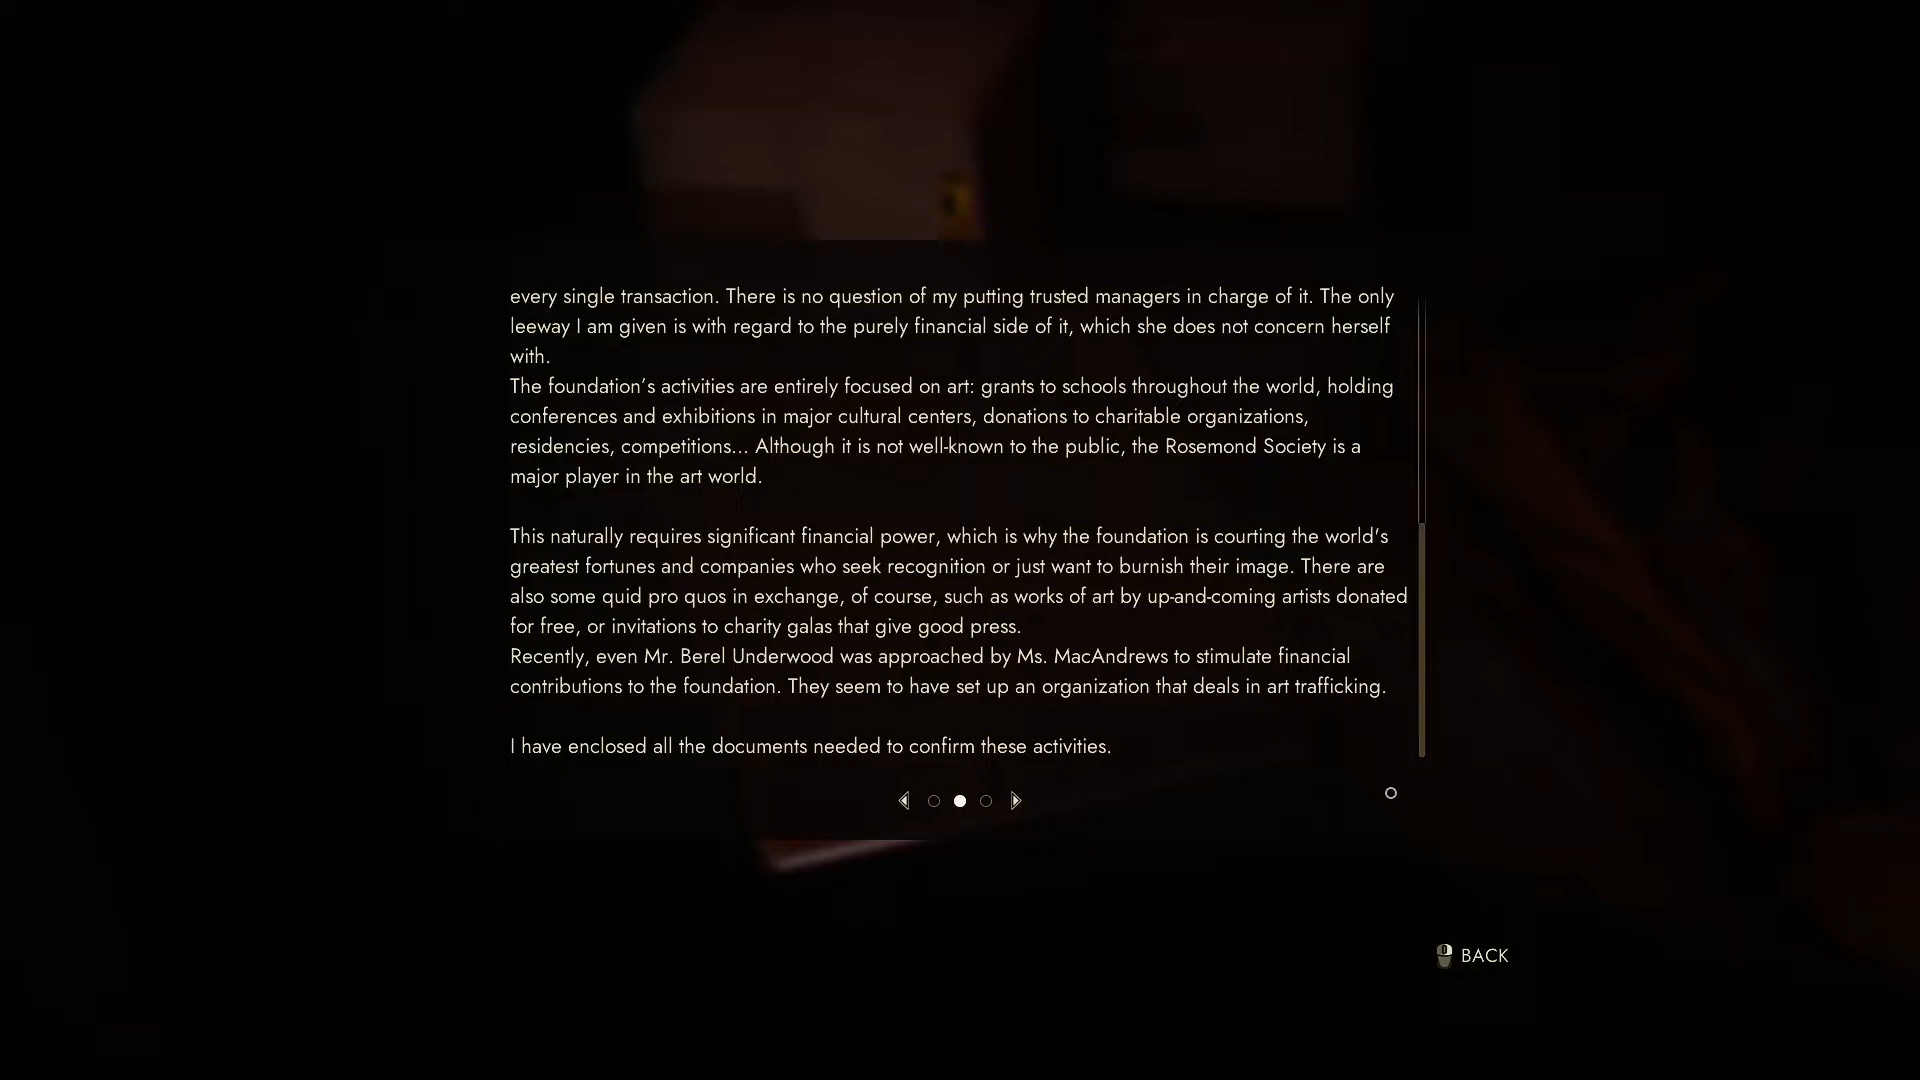 every single transaction. There is no question of my putting trusted managers in charge of it. The only
leeway I am given is with regard to the purely financial side of it, which she does not concern herself
with.
The foundation's activities are entirely focused on art: grants to schools throughout the world, holding
conferences and exhibitions in major cultural centers, donations to charitable organizations,
residencies, competitions... Although it is not well-known to the public, the Rosemond Society is a
major player in the art world.
This naturally requires significant financial power, which is why the foundation is courting the world's
greatest fortunes and companies who seek recognition or just want to burnish their image. There are
also some quid pro quos in exchange, of course, such as works of art by up-and-coming artists donated
for free, or invitations to charity galas that give good press.
Recently, even Mr. Berel Underwood was approached by Ms. MacAndrews to stimulate financial
contributions to the foundation. They seem to have set up an organization that deals in art trafficking.
I have enclosed all the documents needed to confirm these activities.
BACK